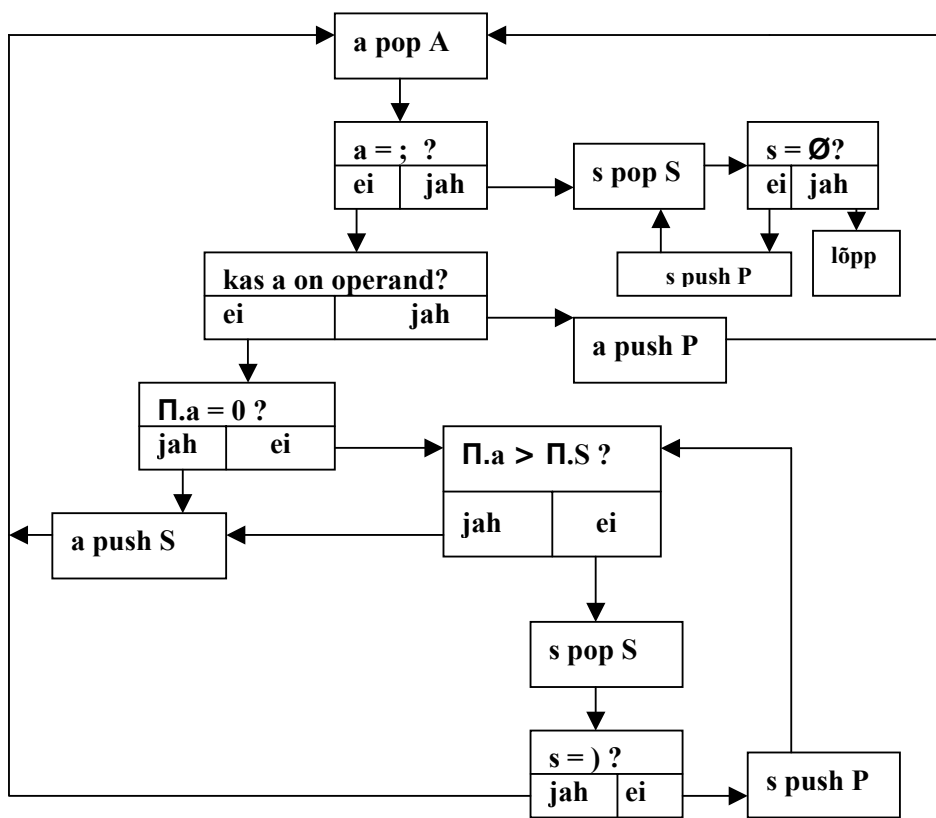 a pop A
a = ; ?
ei jah
s pop S
s = Ø?
ei jah
lõpp
s push P
kas a on operand?
ei jah
a push P
Π.a = 0 ?
jah ei
Π.a > Π.S ?
jah ei
a push S
s pop S
s = ) ?
jah ei
s push P